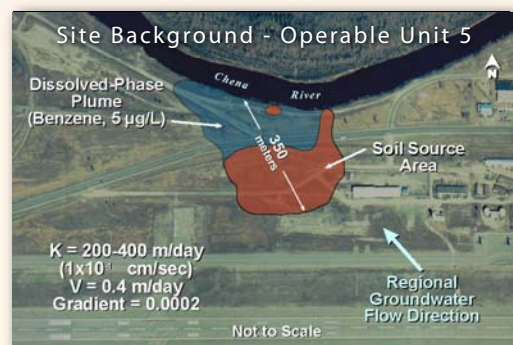 Site Background - Operable Unit 5
N
Chena River
Dissolved-Phase
Plume
(Benzene, 5 µg/L)
350
meters
Soil Source
Area
K = 200-400 m/day
(1x10⁻¹ cm/sec)
V = 0.4 m/day
Gradient = 0.0002
Regional
Groundwater
Flow Direction
Not to Scale